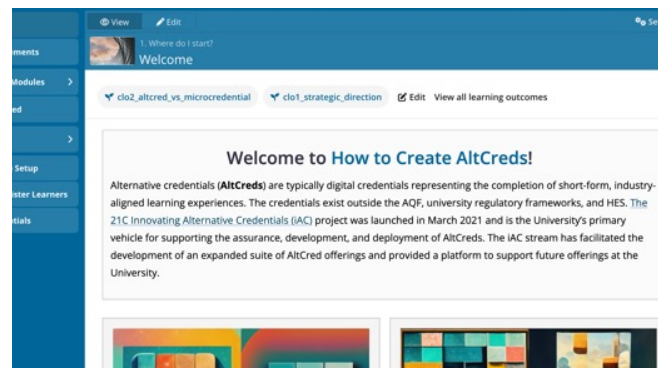 View Edit
1. Where do I start?
Welcome
clo2_altcred_vs_microcredential clo1_strategic_direction Edit View all learning outcomes
Welcome to How to Create AltCreds!
Alternative credentials (AltCreds) are typically digital credentials representing the completion of short-form, industry-
aligned learning experiences. The credentials exist outside the AQF, university regulatory frameworks, and HES. The
21C Innovating Alternative Credentials (iAC) project was launched in March 2021 and is the University's primary
vehicle for supporting the assurance, development, and deployment of AltCreds. The iAC stream has facilitated the
development of an expanded suite of AltCred offerings and provided a platform to support future offerings at the
University.
Modules
Setup
Learners